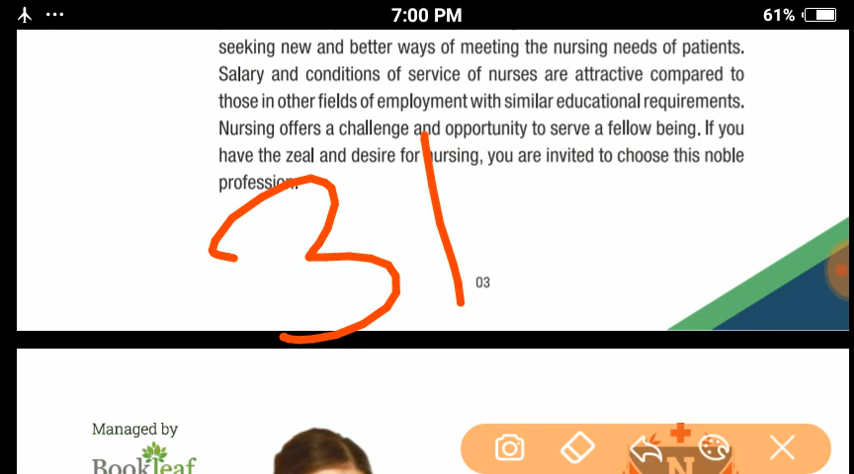 7:00 PM
61%
seeking new and better ways of meeting the nursing needs of patients.
Salary and conditions of service of nurses are attractive compared to
those in other fields of employment with similar educational requirements.
Nursing offers a challenge and opportunity to serve a fellow being. If you
have the zeal and desire for nursing, you are invited to choose this noble
profession.
31
03
Managed by
Bookleaf
N